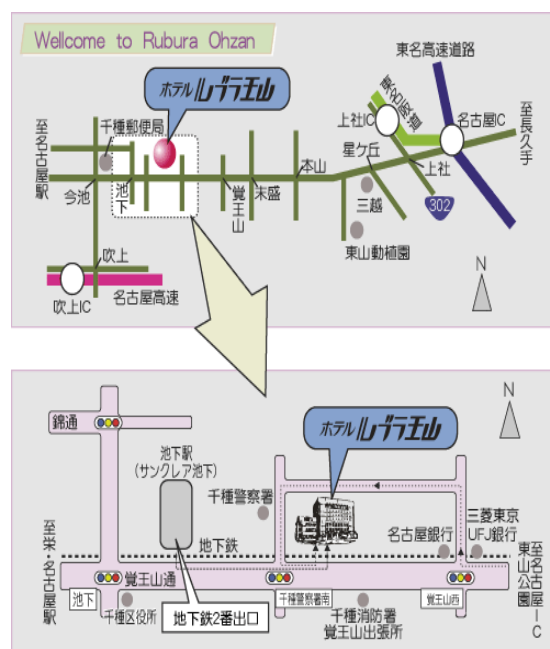 Wellcome to Rubura Ohzan
東名高速道路
ホテル ルブラ王山
東名阪道
至長久手
千種郵便局
上社IC
名古屋IC
至名古屋駅
本山
星ケ丘
上社
今池
池下
覚王山
末盛
三越
302
東山動植園
吹上
N
名古屋高速
吹上IC
N
錦通
ホテル ルブラ王山
池下駅
(サンクレア池下)
千種警察署
三菱東京
UFJ銀行
名古屋銀行
至栄・名古屋駅
地下鉄
至名古屋IC
東山公園
覚王山通
池下
千種警察署南
覚王山西
千種区役所
地下鉄2番出口
千種消防署
覚王山出張所